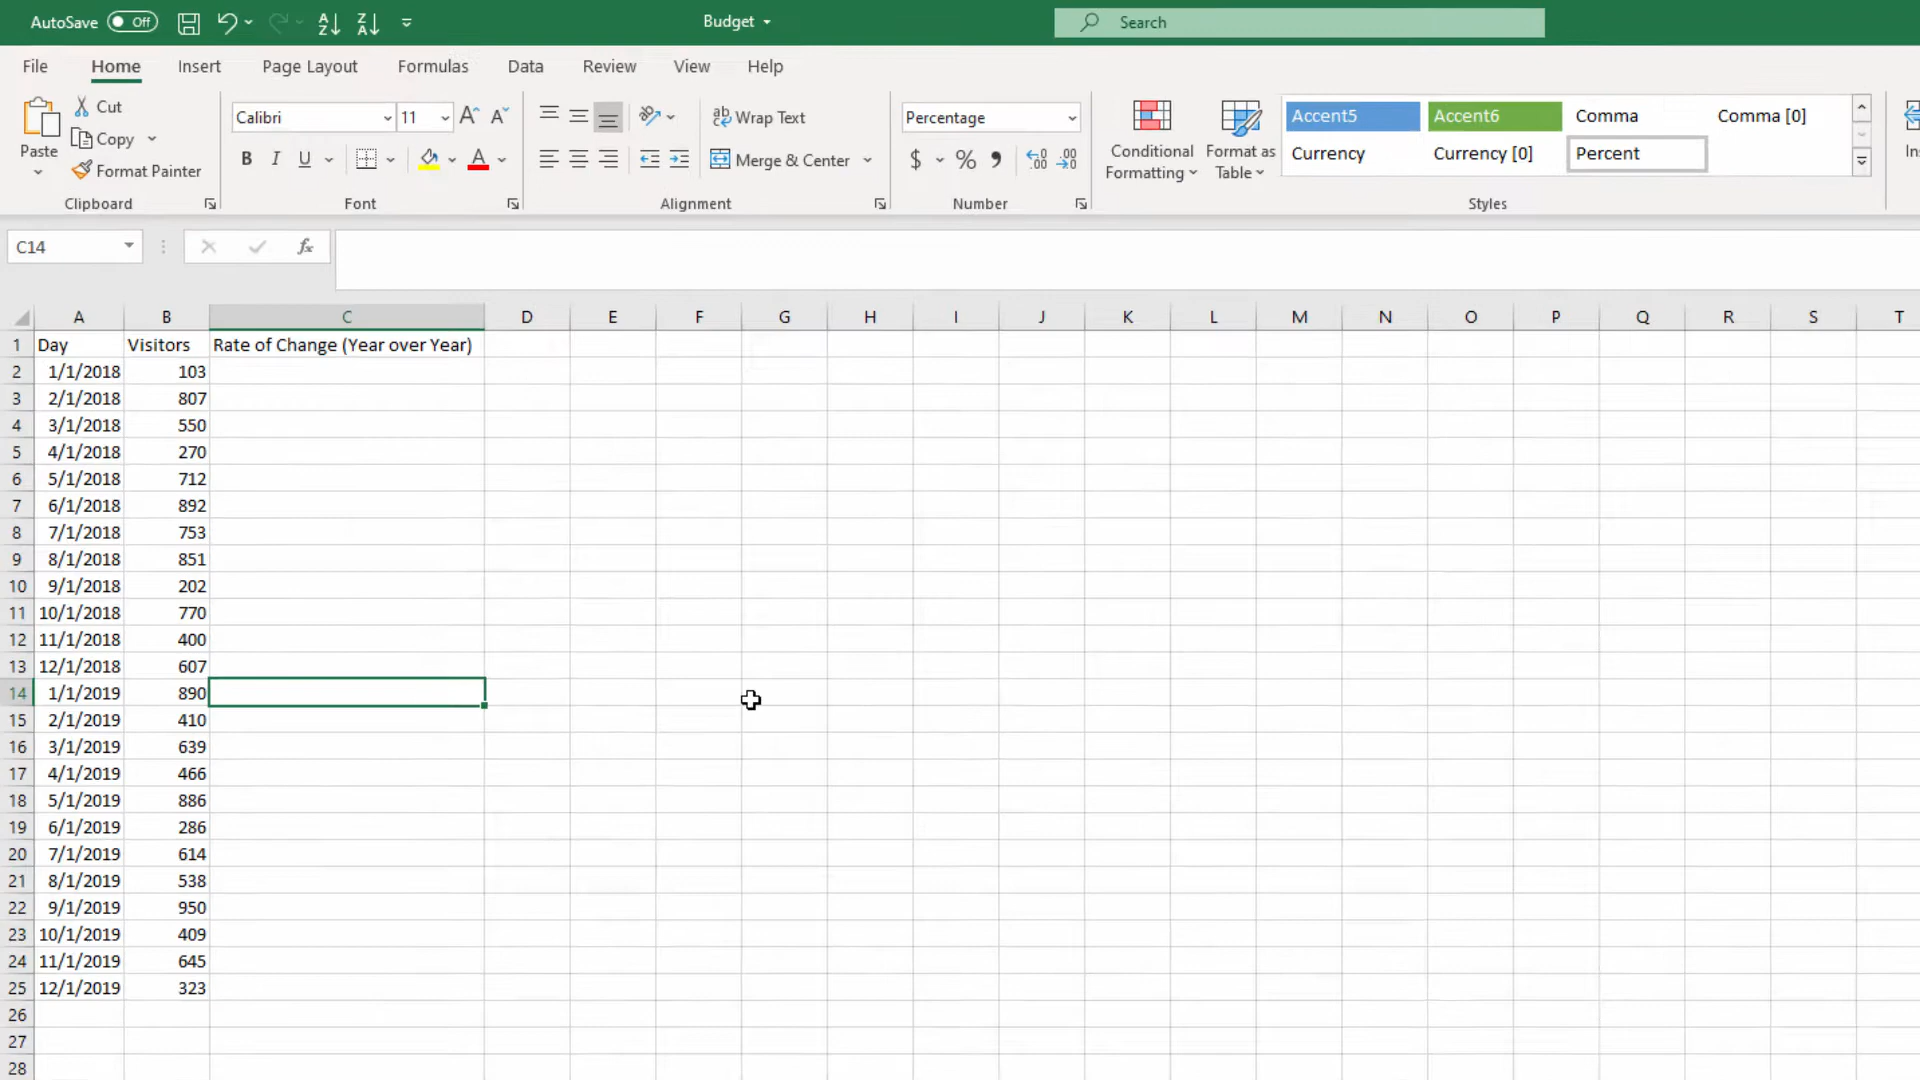 AutoSave Off Budget Search
File Home Insert Page Layout Formulas Data Review View Help
Paste
Cut
Copy
Format Painter
Clipboard
Calibri 11
B I U
Font
Wrap Text
Merge & Center
Alignment
Percentage
$ % 9
Number
Conditional Formatting
Format as Table
Accent5 Accent6 Comma Comma [0]
Currency Currency [0] Percent
Styles
C14 fx
A B C D E F G H I J K L M N O P Q R S T
1 Day Visitors Rate of Change (Year over Year)
2 1/1/2018 103
3 2/1/2018 807
4 3/1/2018 550
5 4/1/2018 270
6 5/1/2018 712
7 6/1/2018 892
8 7/1/2018 753
9 8/1/2018 851
10 9/1/2018 202
11 10/1/2018 770
12 11/1/2018 400
13 12/1/2018 607
14 1/1/2019 890
15 2/1/2019 410
16 3/1/2019 639
17 4/1/2019 466
18 5/1/2019 886
19 6/1/2019 286
20 7/1/2019 614
21 8/1/2019 538
22 9/1/2019 950
23 10/1/2019 409
24 11/1/2019 645
25 12/1/2019 323
26
27
28